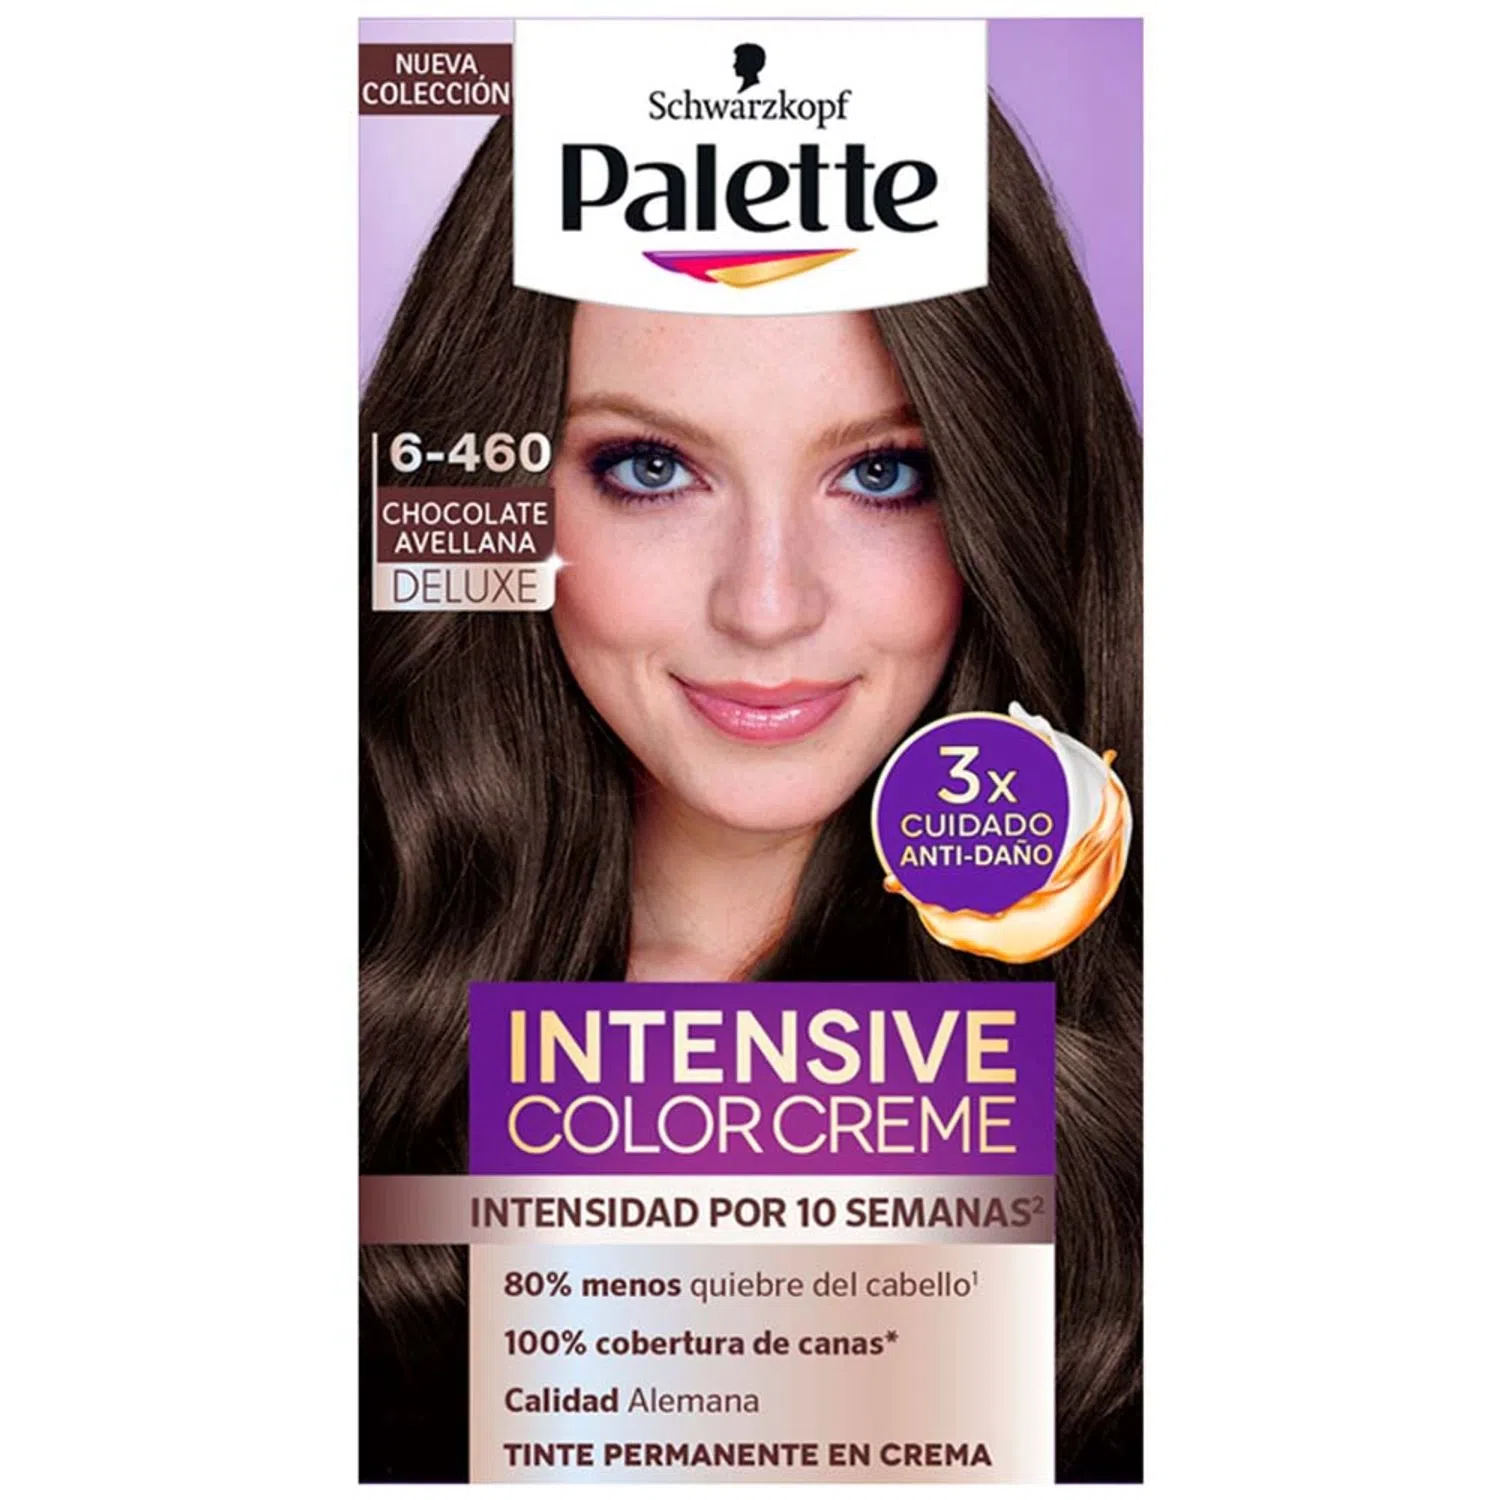 NUEVA
COLECCIÓN
Schwarzkopf
Palette
6-460
CHOCOLATE
AVELLANA
DELUXE
3x
CUIDADO
ANTI-DAÑO
INTENSIVE
COLOR CREME
INTENSIDAD POR 10 SEMANAS²
80% menos quiebre del cabello¹
100% cobertura de canas*
Calidad Alemana
TINTE PERMANENTE EN CREMA